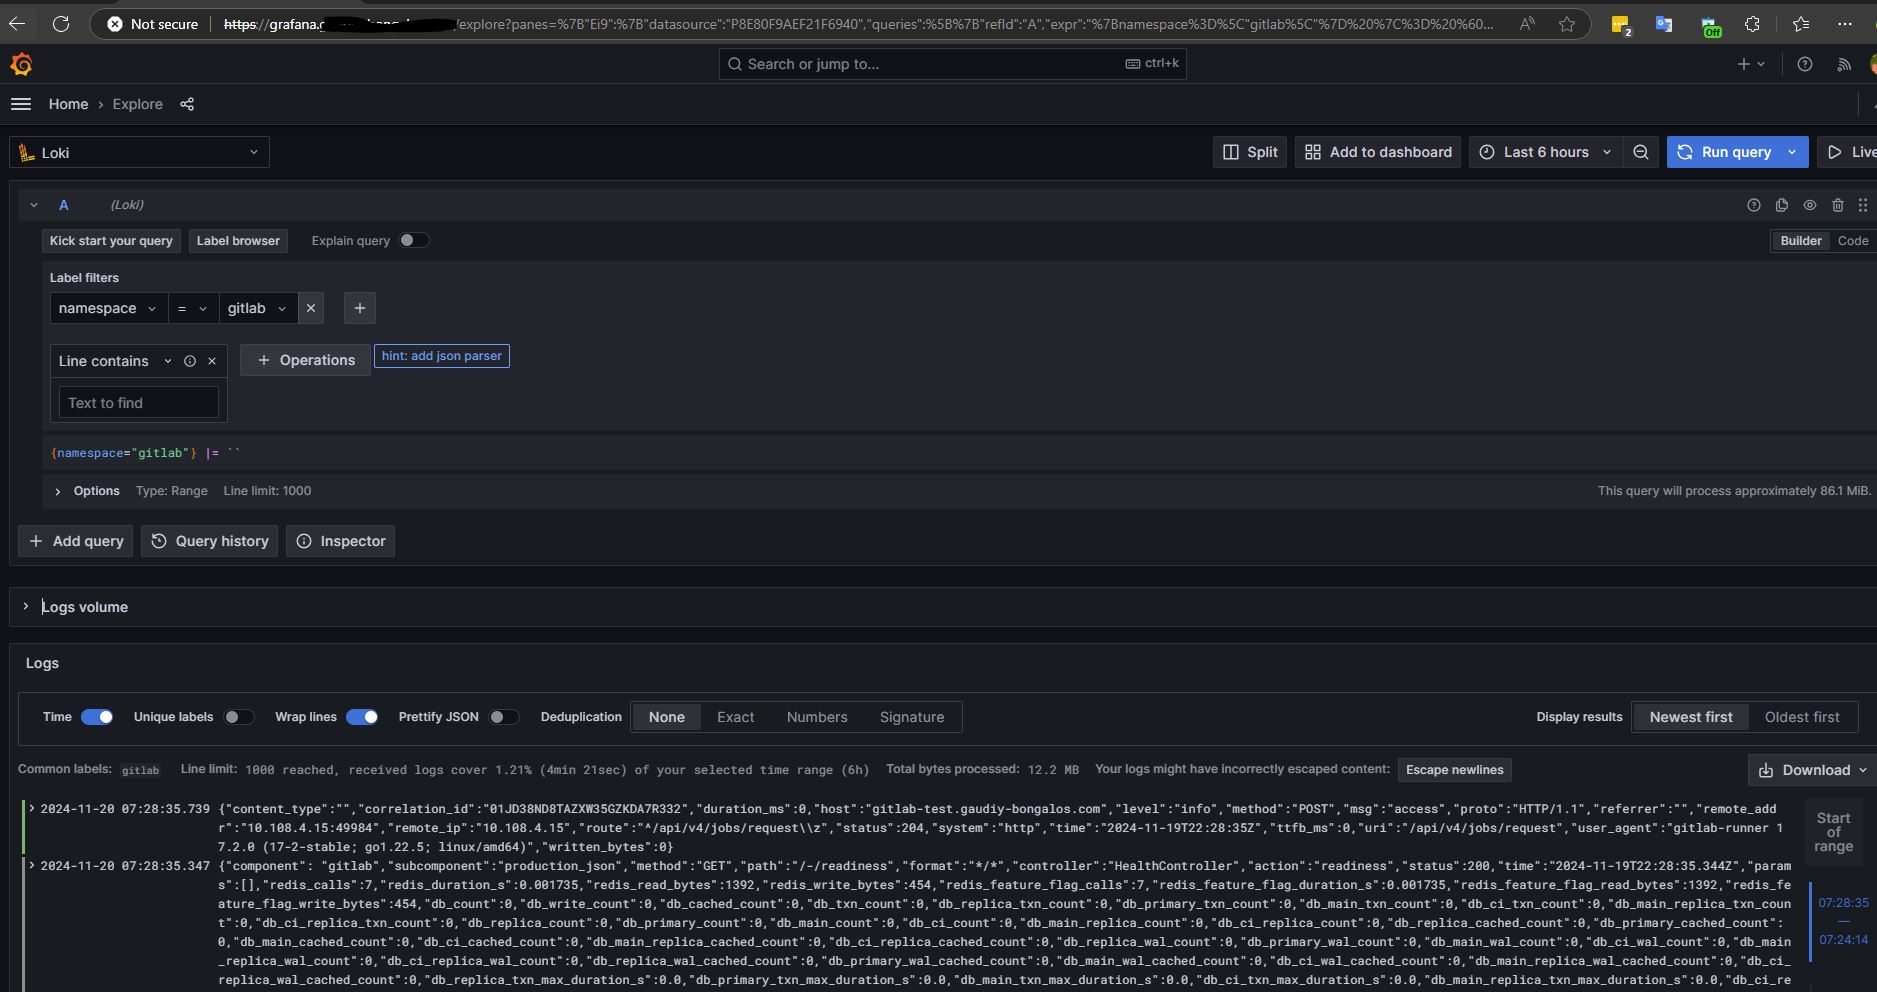 Not secure | https://grafana. /explore?panes=%7B"Ei9":%7B"datasource":"P8E80F9AEF21F6940","queries":%5B%7B"refId":"A","expr":"%7Bnamespace%3D%5C"gitlab%5C"%7D%20%7C%3D%20%60...
2
Off
Search or jump to...
ctrl+k
Home › Explore
Loki
Split
Add to dashboard
Last 6 hours
Run query
Live
A
(Loki)
Kick start your query
Label browser
Explain query
Builder
Code
Label filters
namespace
=
gitlab
Line contains
+ Operations
hint: add json parser
Text to find
{namespace="gitlab"} |= ``
Options
Type: Range
Line limit: 1000
This query will process approximately 86.1 MiB.
+ Add query
Query history
Inspector
Logs volume
Logs
Time
Unique labels
Wrap lines
Prettify JSON
Deduplication
None
Exact
Numbers
Signature
Display results
Newest first
Oldest first
Common labels: gitlab
Line limit: 1000 reached, received logs cover 1.21% (4min 21sec) of your selected time range (6h)
Total bytes processed: 12.2 MB
Your logs might have incorrectly escaped content:
Escape newlines
Download
2024-11-20 07:28:35.739 {"content_type":"","correlation_id":"01JD38ND8TAZXW35GZKDA7R332","duration_ms":0,"host":"gitlab-test.gaudiy-bongalos.com","level":"info","method":"POST","msg":"access","proto":"HTTP/1.1","referrer":"","remote_add
r":"10.108.4.15:49984","remote_ip":"10.108.4.15","route":"^/api/v4/jobs/request\\z","status":204,"system":"http","time":"2024-11-19T22:28:35Z","ttfb_ms":0,"uri":"/api/v4/jobs/request","user_agent":"gitlab-runner 1
7.2.0 (17-2-stable; go1.22.5; linux/amd64)","written_bytes":0}
2024-11-20 07:28:35.347 {"component": "gitlab","subcomponent":"production_json","method":"GET","path":"/-/readiness","format":"*/*","controller":"HealthController","action":"readiness","status":200,"time":"2024-11-19T22:28:35.344Z","param
s":[],"redis_calls":7,"redis_duration_s":0.001735,"redis_read_bytes":1392,"redis_write_bytes":454,"redis_feature_flag_calls":7,"redis_feature_flag_duration_s":0.001735,"redis_feature_flag_read_bytes":1392,"redis_fe
ature_flag_write_bytes":454,"db_count":0,"db_write_count":0,"db_cached_count":0,"db_txn_count":0,"db_replica_txn_count":0,"db_primary_txn_count":0,"db_main_txn_count":0,"db_ci_txn_count":0,"db_main_replica_txn_coun
t":0,"db_ci_replica_txn_count":0,"db_replica_count":0,"db_primary_count":0,"db_main_count":0,"db_ci_count":0,"db_main_replica_count":0,"db_ci_replica_count":0,"db_replica_cached_count":0,"db_primary_cached_count":
0,"db_main_cached_count":0,"db_ci_cached_count":0,"db_main_replica_cached_count":0,"db_ci_replica_cached_count":0,"db_replica_wal_count":0,"db_primary_wal_count":0,"db_main_wal_count":0,"db_ci_wal_count":0,"db_main
_replica_wal_count":0,"db_ci_replica_wal_count":0,"db_replica_wal_cached_count":0,"db_primary_wal_cached_count":0,"db_main_wal_cached_count":0,"db_ci_wal_cached_count":0,"db_main_replica_wal_cached_count":0,"db_ci_
replica_wal_cached_count":0,"db_replica_txn_max_duration_s":0.0,"db_primary_txn_max_duration_s":0.0,"db_main_txn_max_duration_s":0.0,"db_ci_txn_max_duration_s":0.0,"db_main_replica_txn_max_duration_s":0.0,"db_ci_re
Start
of
range
07:28:35
—
07:24:14